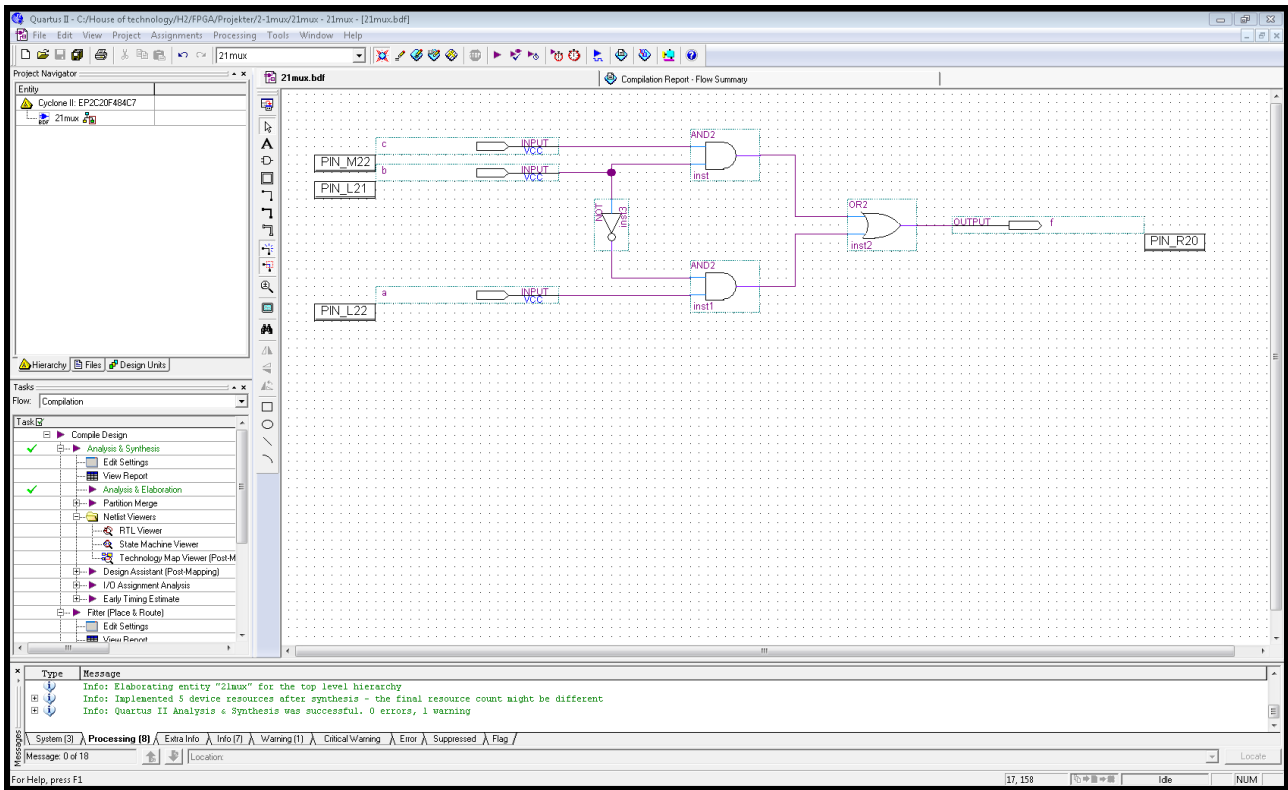 Quartus II - C:/House of technology/H2/FPGA/Projekter/2-1mux/21mux - 21mux - [21mux.bdf]
File Edit View Project Assignments Processing Tools Window Help
21mux
Project Navigator
Entity
Cyclone II: EP2C20F484C7
21mux
Hierarchy Files Design Units
Tasks
Flow: Compilation
Task
Compile Design
Analysis & Synthesis
Edit Settings
View Report
Analysis & Elaboration
Partition Merge
Netlist Viewers
RTL Viewer
State Machine Viewer
Technology Map Viewer (Post-M
Design Assistant (Post-Mapping)
I/O Assignment Analysis
Early Timing Estimate
Fitter (Place & Route)
Edit Settings
View Report
21mux.bdf
Compilation Report - Flow Summary
AND2
c INPUT
VCC
PIN_M22
b INPUT
VCC
inst
PIN_L21
NOT
inst3
OR2
OUTPUT f
inst2
PIN_R20
AND2
a INPUT
VCC
inst1
PIN_L22
Type Message
Info: Elaborating entity "21mux" for the top level hierarchy
Info: Implemented 5 device resources after synthesis - the final resource count might be different
Info: Quartus II Analysis & Synthesis was successful. 0 errors, 1 warning
System (3) Processing (8) Extra Info Info (7) Warning (1) Critical Warning Error Suppressed Flag
Messages
Message: 0 of 18 Location: Locate
For Help, press F1 17, 158 Idle NUM